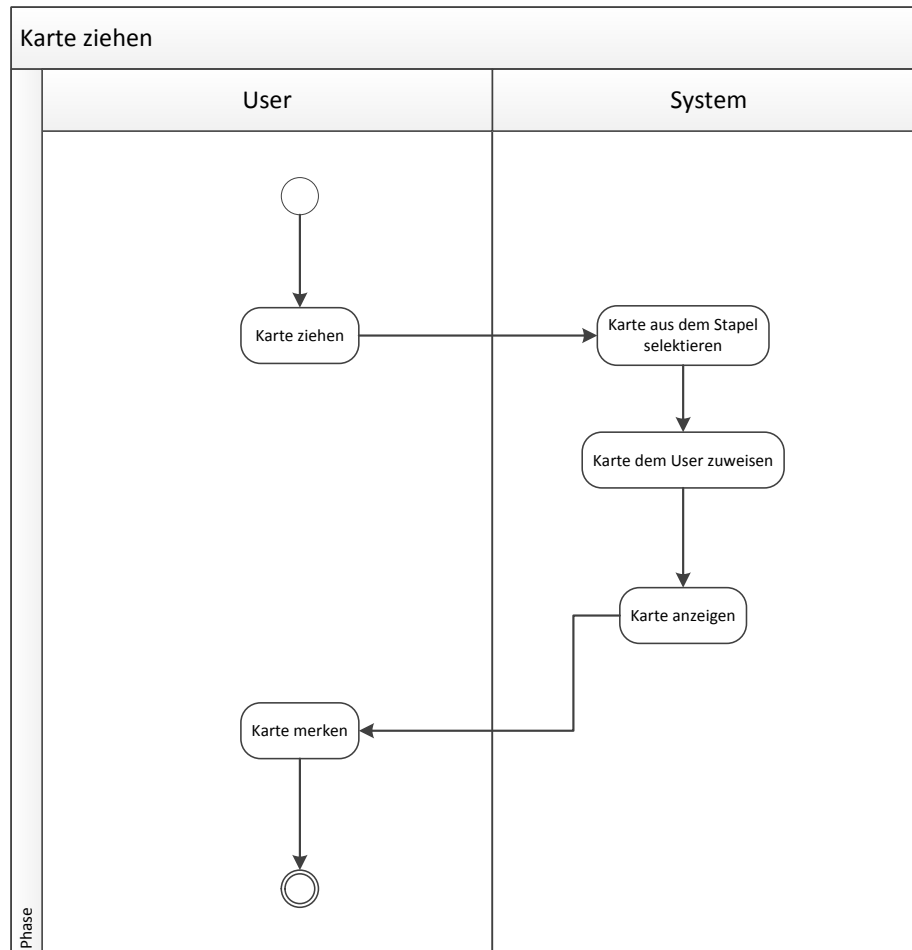 Karte ziehen
User
System
Karte ziehen
Karte aus dem Stapel
selektieren
Karte dem User zuweisen
Karte anzeigen
Karte merken
Phase